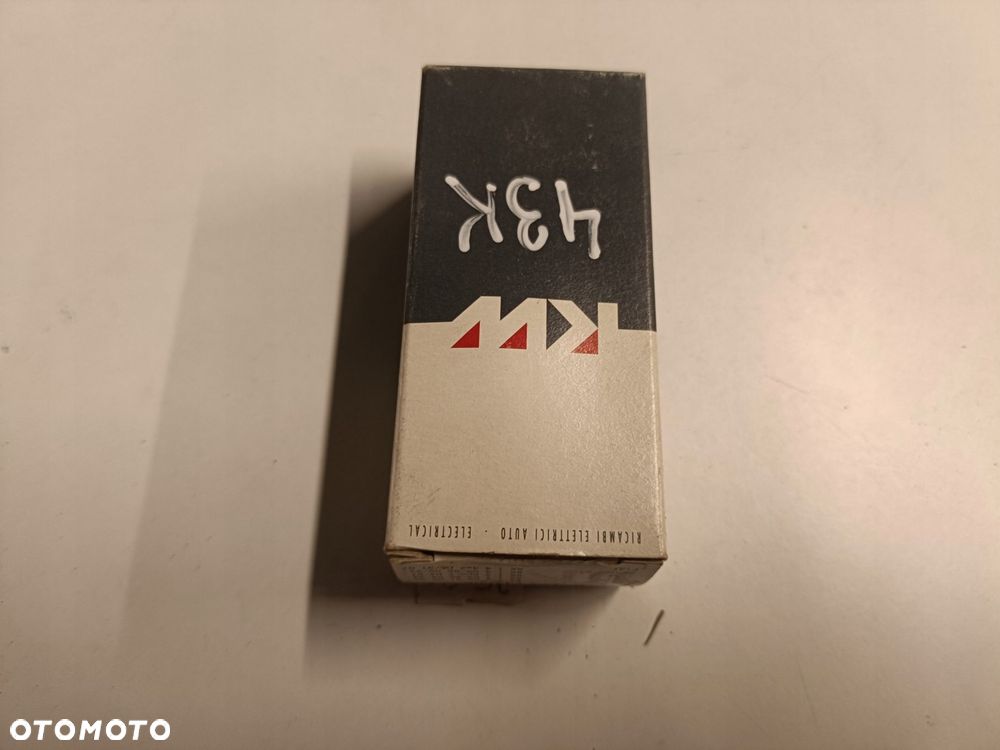 RICAMBI ELETTRICI AUTO · ELECTRICAL
KW
43K
OTOMOTO